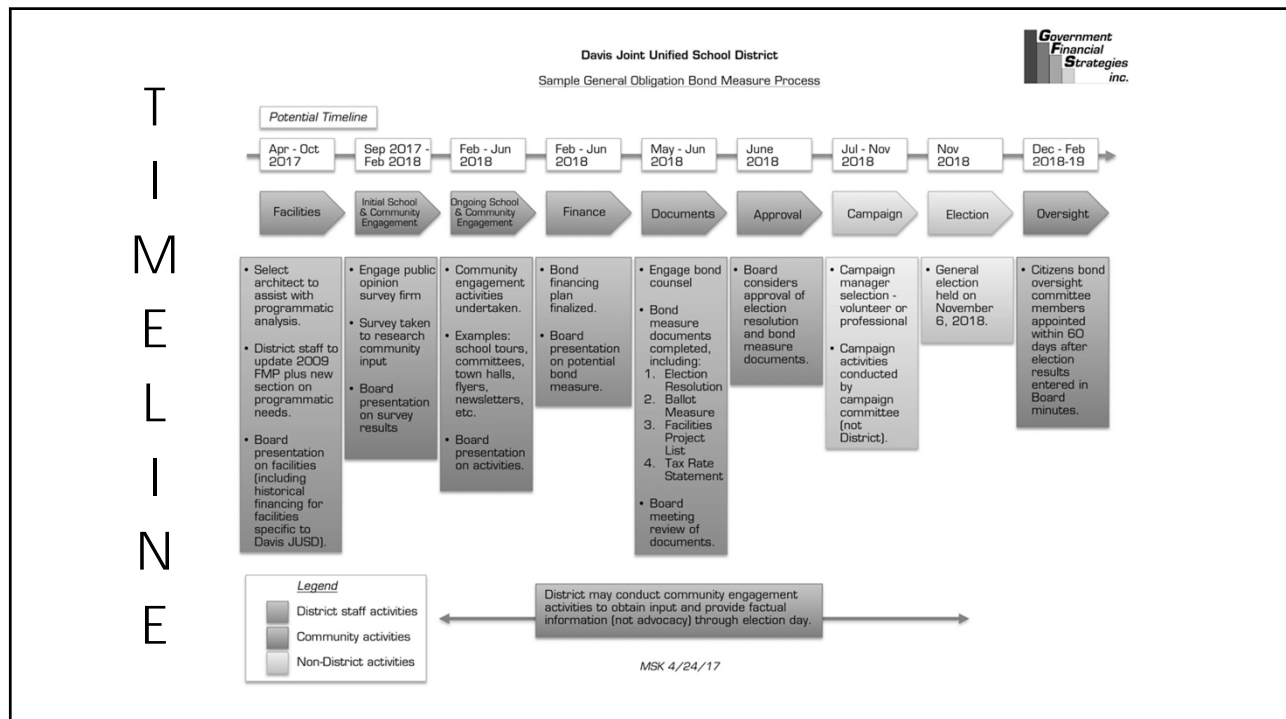 TIMELINE
Davis Joint Unified School District
Sample General Obligation Bond Measure Process
Government
Financial
Strategies
inc.
Potential Timeline
Apr - Oct
2017
Sep 2017 -
Feb 2018
Feb - Jun
2018
Feb - Jun
2018
May - Jun
2018
June
2018
Jul - Nov
2018
Nov
2018
Dec - Feb
2018-19
Facilities
Initial School
& Community
Engagement
Ongoing School
& Community
Engagement
Finance
Documents
Approval
Campaign
Election
Oversight
• Select
architect to
assist with
programmatic
analysis.
• District staff to
update 2009
FMP plus new
section on
programmatic
needs.
• Board
presentation
on facilities
(including
historical
financing for
facilities
specific to
Davis JUSD).
• Engage public
opinion
survey firm
• Survey taken
to research
community
input
• Board
presentation
on survey
results
• Community
engagement
activities
undertaken.
• Examples:
school tours,
committees,
town halls,
flyers,
newsletters,
etc.
• Board
presentation
on activities.
• Bond
financing
plan
finalized.
• Board
presentation
on potential
bond
measure.
• Engage bond
counsel
• Bond
measure
documents
completed,
including:
1. Election
Resolution
2. Ballot
Measure
3. Facilities
Project
List
4. Tax Rate
Statement
• Board
meeting
review of
documents.
• Board
considers
approval of
election
resolution
and bond
measure
documents.
• Campaign
manager
selection -
volunteer or
professional
• Campaign
activities
conducted
by
campaign
committee
(not
District).
• General
election
held on
November
6, 2018.
• Citizens bond
oversight
committee
members
appointed
within 60
days after
election
results
entered in
Board
minutes.
Legend
District staff activities
Community activities
Non-District activities
District may conduct community engagement
activities to obtain input and provide factual
information (not advocacy) through election day.
MSK 4/24/17